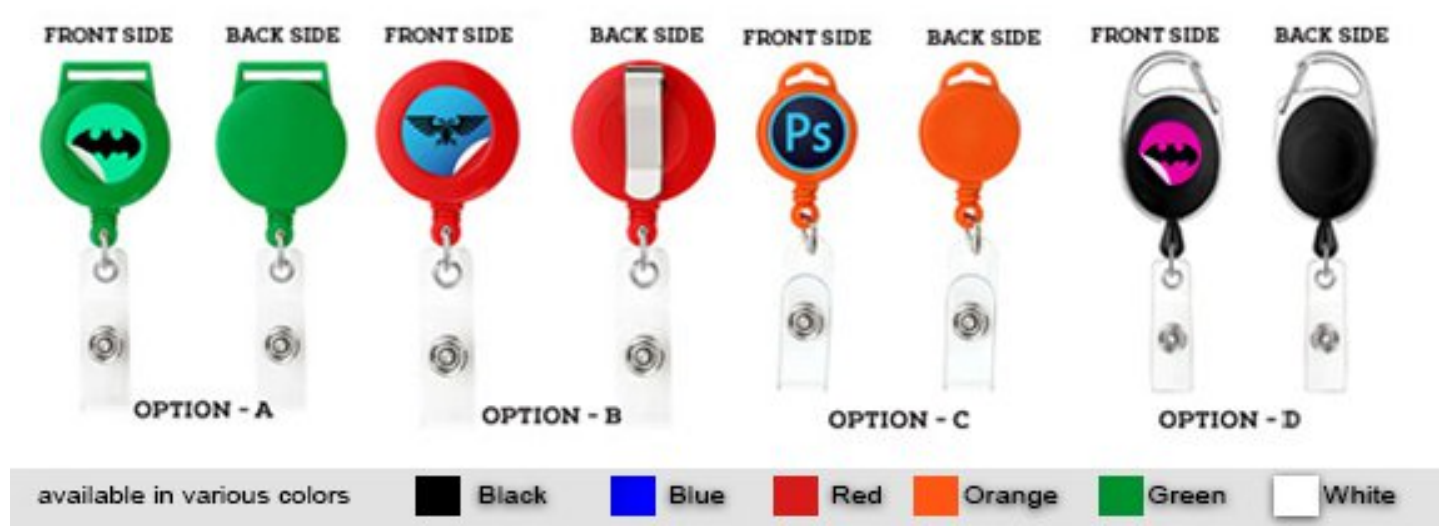 FRONT SIDE BACK SIDE FRONT SIDE BACK SIDE FRONT SIDE BACK SIDE FRONT SIDE BACK SIDE
Ps
OPTION - A OPTION - B OPTION - C OPTION - D
available in various colors Black Blue Red Orange Green White